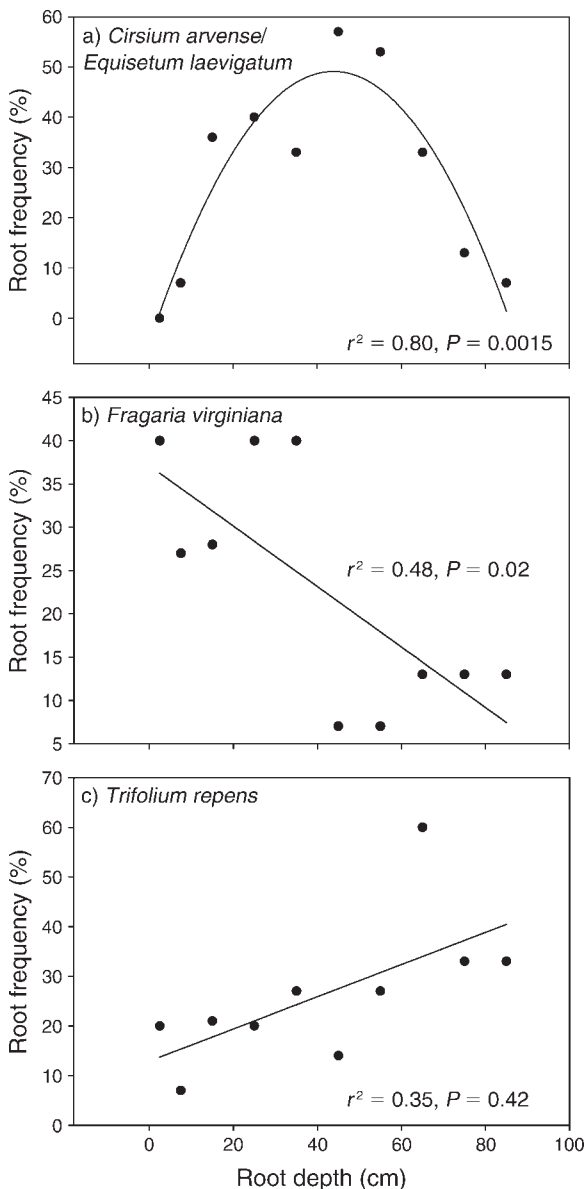 60
a) Cirsium arvense/
Equisetum laevigatum
50
40
30
20
10
0
Root frequency (%)
r² = 0.80, P = 0.0015
45
b) Fragaria virginiana
40
35
30
25
20
15
10
5
Root frequency (%)
r² = 0.48, P = 0.02
70
c) Trifolium repens
60
50
40
30
20
10
0
Root frequency (%)
r² = 0.35, P = 0.42
0 20 40 60 80 100
Root depth (cm)